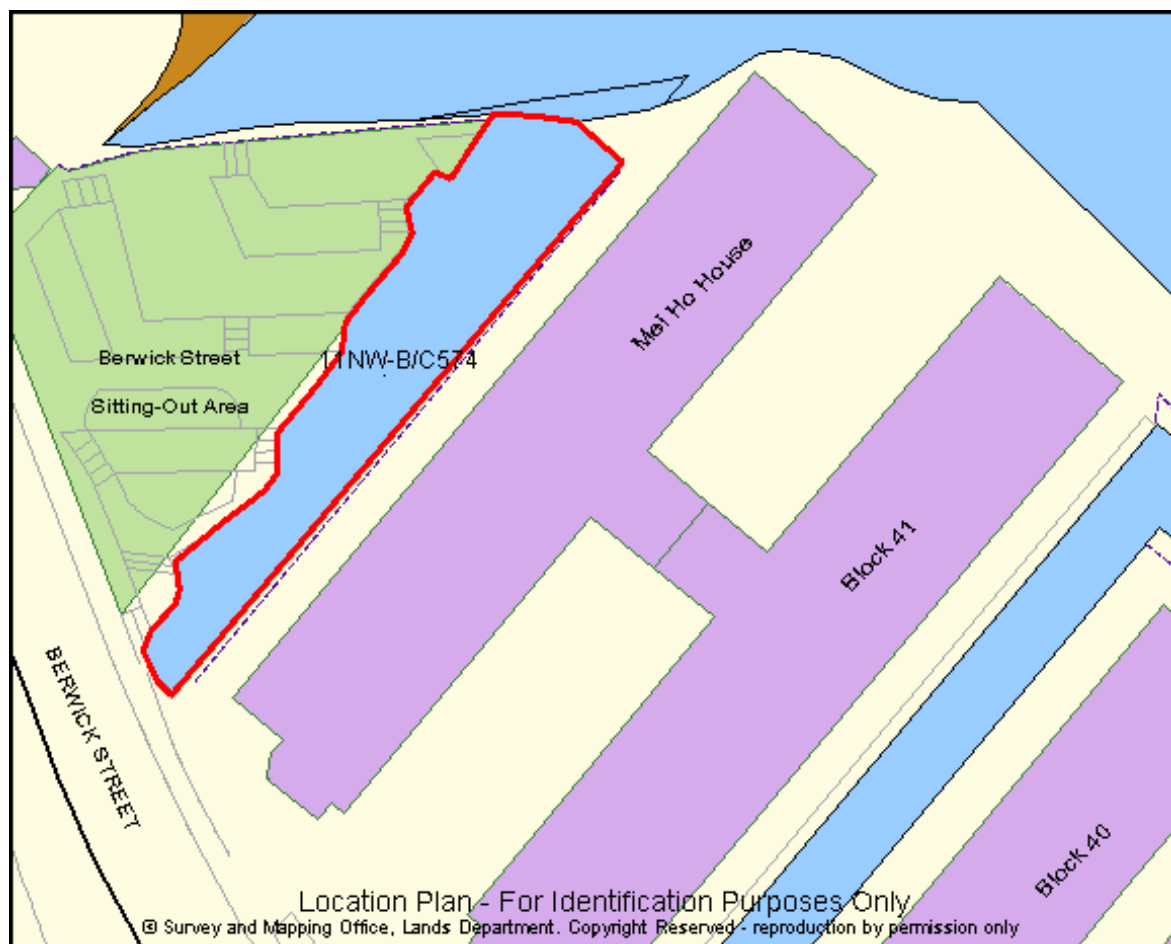 Mei Ho House
Berwick Street
11NW-B/C574
Sitting-Out Area
Block 41
BERWICK STREET
Block 40
Location Plan - For Identification Purposes Only
© Survey and Mapping Office, Lands Department. Copyright Reserved - reproduction by permission only